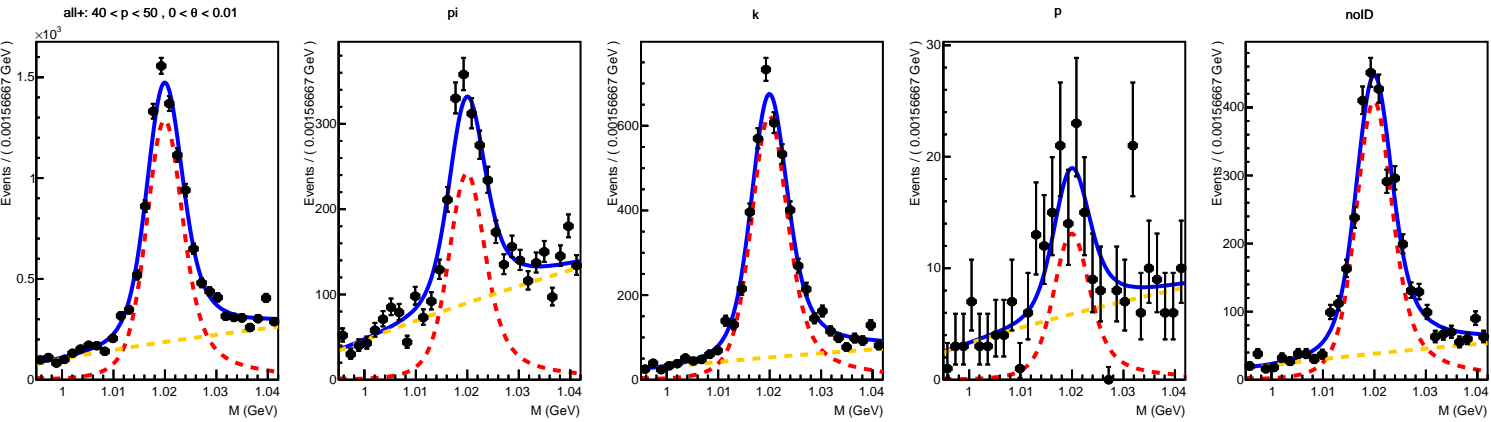 all+: 40 < p < 50 , 0 < θ < 0.01
×10³
Events / ( 0.00156667 GeV )
1.5
1
0.5
0
1 1.01 1.02 1.03 1.04
M (GeV)
pi
Events / ( 0.00156667 GeV )
300
200
100
0
1 1.01 1.02 1.03 1.04
M (GeV)
k
Events / ( 0.00156667 GeV )
600
400
200
0
1 1.01 1.02 1.03 1.04
M (GeV)
p
Events / ( 0.00156667 GeV )
30
20
10
0
1 1.01 1.02 1.03 1.04
M (GeV)
noID
Events / ( 0.00156667 GeV )
400
300
200
100
0
1 1.01 1.02 1.03 1.04
M (GeV)